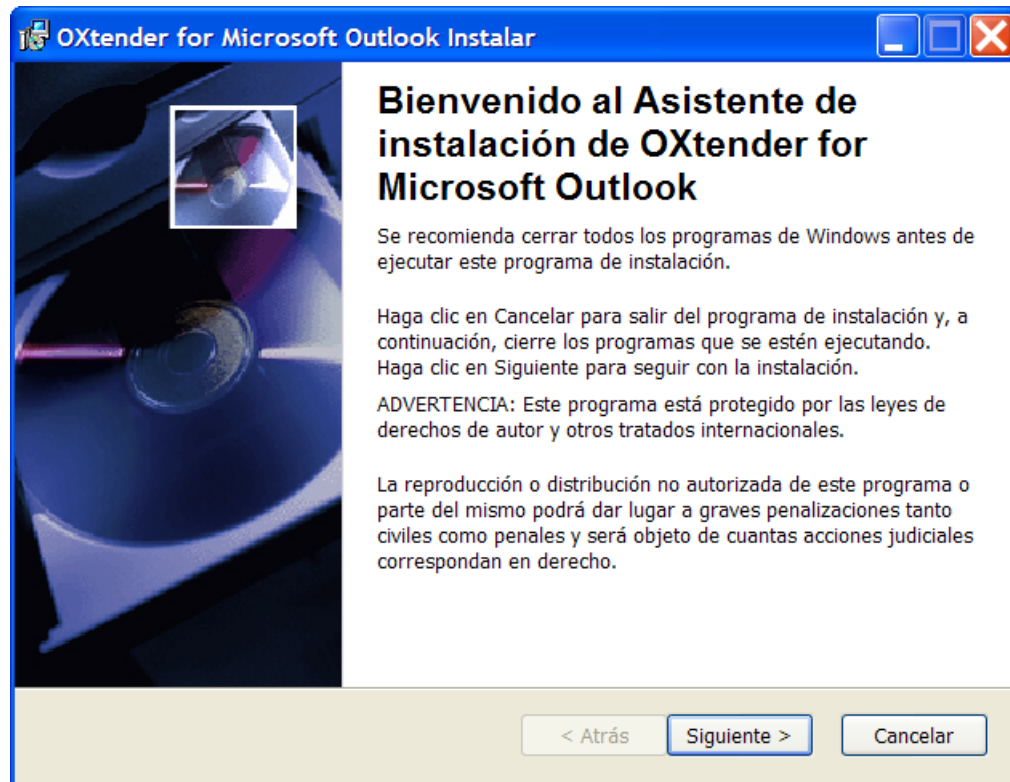 OXtender for Microsoft Outlook Instalar
Bienvenido al Asistente de
instalación de OXtender for
Microsoft Outlook
Se recomienda cerrar todos los programas de Windows antes de
ejecutar este programa de instalación.
Haga clic en Cancelar para salir del programa de instalación y, a
continuación, cierre los programas que se estén ejecutando.
Haga clic en Siguiente para seguir con la instalación.
ADVERTENCIA: Este programa está protegido por las leyes de
derechos de autor y otros tratados internacionales.
La reproducción o distribución no autorizada de este programa o
parte del mismo podrá dar lugar a graves penalizaciones tanto
civiles como penales y será objeto de cuantas acciones judiciales
correspondan en derecho.
< Atrás Siguiente > Cancelar